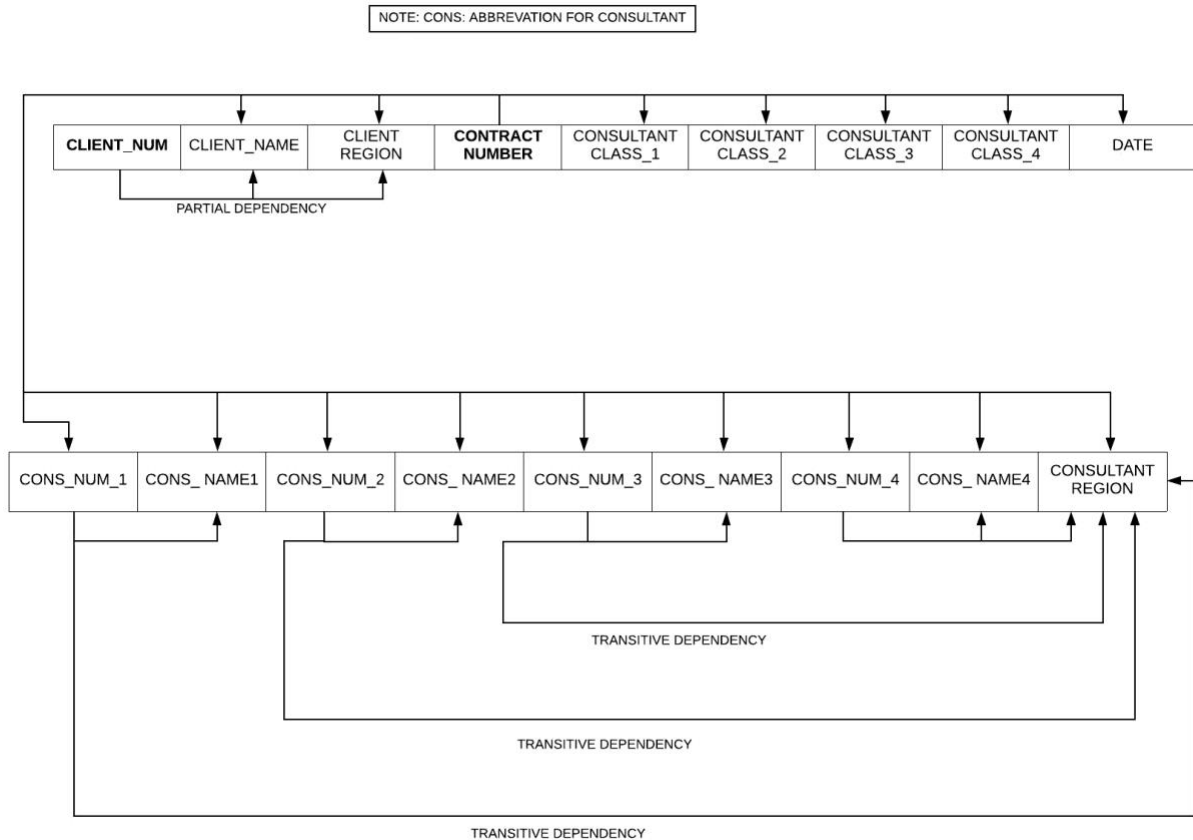 NOTE: CONS: ABBREVATION FOR CONSULTANT
CLIENT_NUM
CLIENT_NAME
CLIENT
REGION
CONTRACT
NUMBER
CONSULTANT
CLASS_1
CONSULTANT
CLASS_2
CONSULTANT
CLASS_3
CONSULTANT
CLASS_4
DATE
PARTIAL DEPENDENCY
CONS_NUM_1
CONS_ NAME1
CONS_NUM_2
CONS_ NAME2
CONS_NUM_3
CONS_ NAME3
CONS_NUM_4
CONS_ NAME4
CONSULTANT
REGION
TRANSITIVE DEPENDENCY
TRANSITIVE DEPENDENCY
TRANSITIVE DEPENDENCY